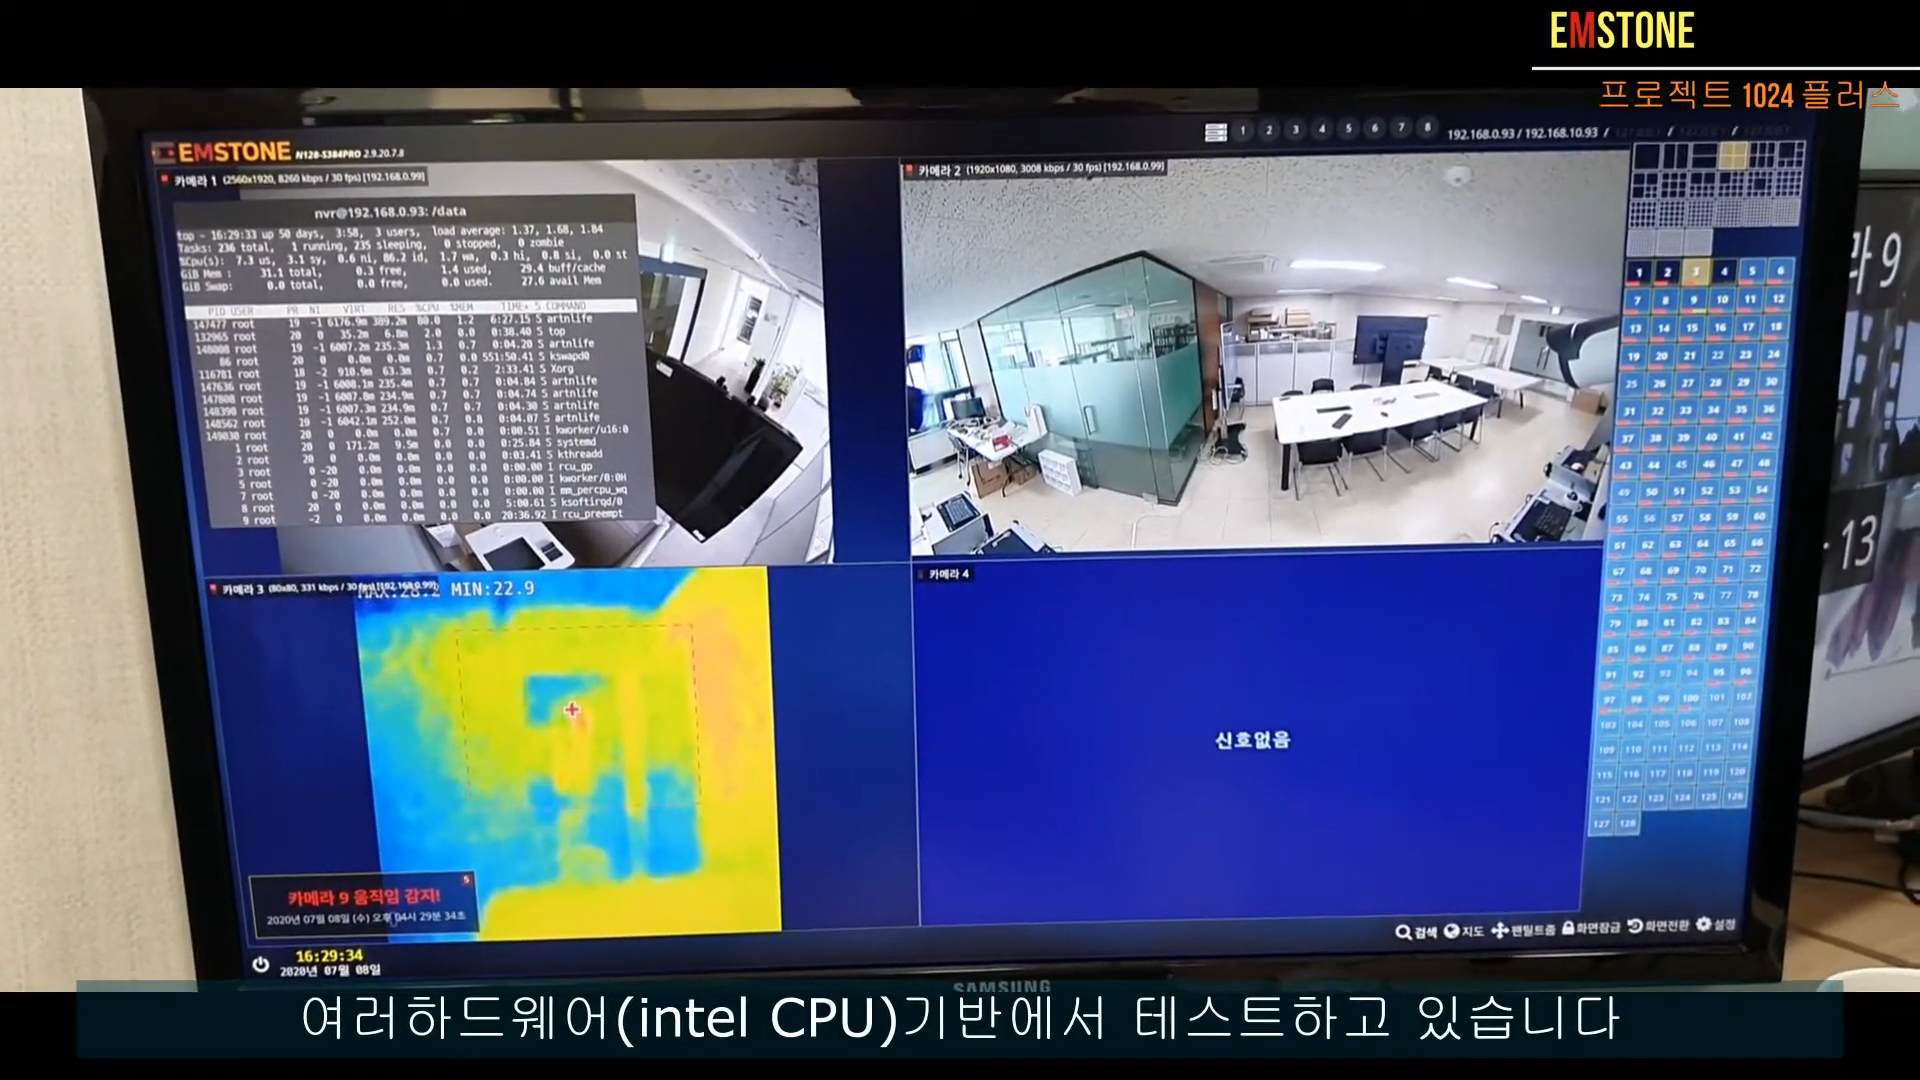 EMSTONE
프로젝트 1024 플러스
EMSTONE N128-S384PRO 2.9.20.7.8
1 2 3 4 5 6 7 8
192.168.0.93 / 192.168.10.93 /
카메라 1 (2560x1920, 8260 kbps / 30 fps) [192.168.0.99]
카메라 2 (1920x1080, 3008 kbps / 30 fps) [192.168.0.99]
nvr@192.168.0.93: /data
top - 16:29:33 up 50 days, 3:58, 3 users, load average: 1.37, 1.68, 1.84
Tasks: 236 total, 1 running, 235 sleeping, 0 stopped, 0 zombie
%Cpu(s): 7.3 us, 3.1 sy, 0.6 ni, 86.2 id, 1.7 wa, 0.3 hi, 0.8 si, 0.0 st
GiB Mem : 31.1 total, 0.3 free, 1.4 used, 29.4 buff/cache
GiB Swap: 0.0 total, 0.0 free, 0.0 used. 27.6 avail Mem
PID USER PR NI VIRT RES %CPU %MEM TIME+ S COMMAND
147477 root 19 -1 6176.9m 389.2m 80.0 1.2 6:27.15 S artnlife
132965 root 20 0 35.2m 6.8m 2.0 0.0 0:38.40 S top
148008 root 19 -1 6007.2m 235.3m 1.3 0.7 0:04.20 S artnlife
86 root 20 0 0.0m 0.0m 0.7 0.0 551:50.41 S kswapd0
116781 root 18 -2 910.9m 63.3m 0.7 0.2 2:33.41 S Xorg
147636 root 19 -1 6008.1m 235.4m 0.7 0.7 0:04.84 S artnlife
147808 root 19 -1 6007.8m 234.9m 0.7 0.7 0:04.74 S artnlife
148398 root 19 -1 6007.3m 234.9m 0.7 0.7 0:04.30 S artnlife
148562 root 19 -1 6042.1m 252.0m 0.7 0.8 0:04.07 S artnlife
149030 root 20 0 0.0m 0.0m 0.7 0.0 0:00.51 I kworker/u16:0
1 root 20 0 171.2m 9.5m 0.0 0.0 0:25.84 S systemd
2 root 20 0 0.0m 0.0m 0.0 0.0 0:03.41 S kthreadd
3 root 0 -20 0.0m 0.0m 0.0 0.0 0:00.00 I rcu_gp
5 root 0 -20 0.0m 0.0m 0.0 0.0 0:00.00 I kworker/0:0H
7 root 0 -20 0.0m 0.0m 0.0 0.0 0:00.00 I mm_percpu_wq
8 root 20 0 0.0m 0.0m 0.0 0.0 5:00.61 S ksoftirqd/0
9 root -2 0 0.0m 0.0m 0.0 0.0 20:36.92 I rcu_preempt
카메라 3 (80x80, 331 kbps / 30 fps) [192.168.0.99]
MAX:28.2 MIN:22.9
카메라 4
신호없음
1 2 3 4 5 6
7 8 9 10 11 12
13 14 15 16 17 18
19 20 21 22 23 24
25 26 27 28 29 30
31 32 33 34 35 36
37 38 39 40 41 42
43 44 45 46 47 48
49 50 51 52 53 54
55 56 57 58 59 60
61 62 63 64 65 66
67 68 69 70 71 72
73 74 75 76 77 78
79 80 81 82 83 84
85 86 87 88 89 90
91 92 93 94 95 96
97 98 99 100 101 102
103 104 105 106 107 108
109 110 111 112 113 114
115 116 117 118 119 120
121 122 123 124 125 126
127 128
라 9
13
카메라 9 움직임 감지!
5
2020년 07월 08일 (수) 오후 04시 29분 34초
16:29:34
2020년 07월 08일
검색 지도 팬틸트줌 화면잠금 화면전환 설정
SAMSUNG
여러하드웨어(intel CPU)기반에서 테스트하고 있습니다